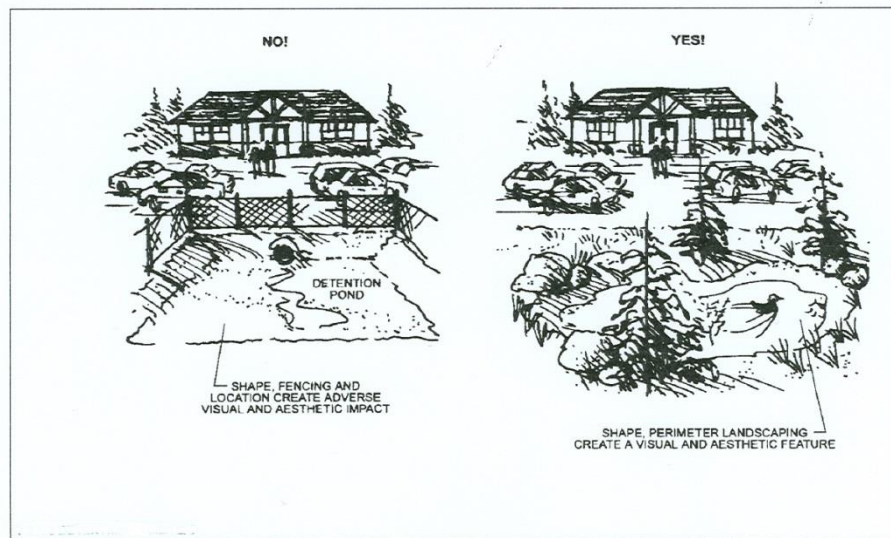 NO!
YES!
DETENTION
POND
SHAPE, FENCING AND
LOCATION CREATE ADVERSE
VISUAL AND AESTHETIC IMPACT
SHAPE, PERIMETER LANDSCAPING
CREATE A VISUAL AND AESTHETIC FEATURE